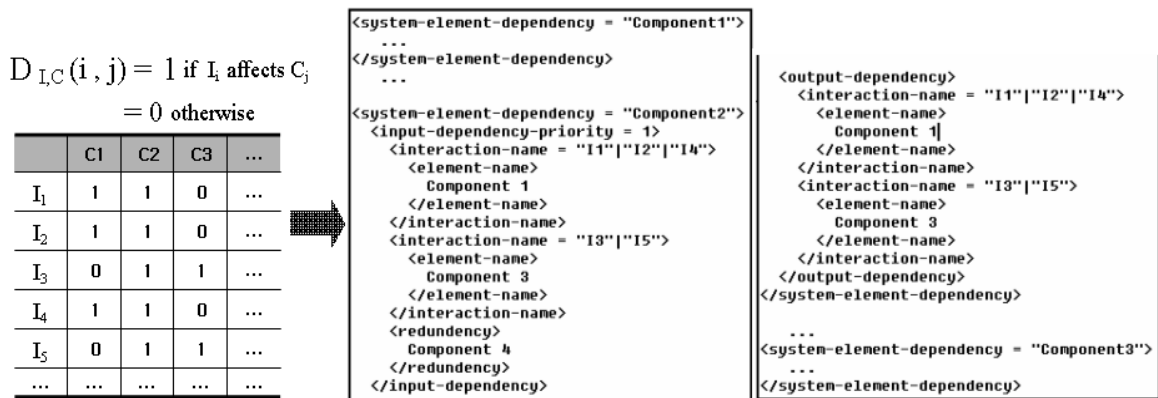 D I,C (i , j) = 1 if Ii affects Cj
= 0 otherwise
C1 C2 C3 ...
I1 1 1 0 ...
I2 1 1 0 ...
I3 0 1 1 ...
I4 1 1 0 ...
I5 0 1 1 ...
... ... ... ... ...
<system-element-dependency = "Component1">
...
</system-element-dependency>
...
<system-element-dependency = "Component2">
<input-dependency-priority = 1>
<interaction-name = "I1"|"I2"|"I4">
<element-name>
Component 1
</element-name>
</interaction-name>
<interaction-name = "I3"|"I5">
<element-name>
Component 3
</element-name>
</interaction-name>
<redundency>
Component 4
</redundency>
</input-dependency>
<output-dependency>
<interaction-name = "I1"|"I2"|"I4">
<element-name>
Component 1
</element-name>
</interaction-name>
<interaction-name = "I3"|"I5">
<element-name>
Component 3
</element-name>
</interaction-name>
</output-dependency>
</system-element-dependency>
...
<system-element-dependency = "Component3">
...
</system-element-dependency>